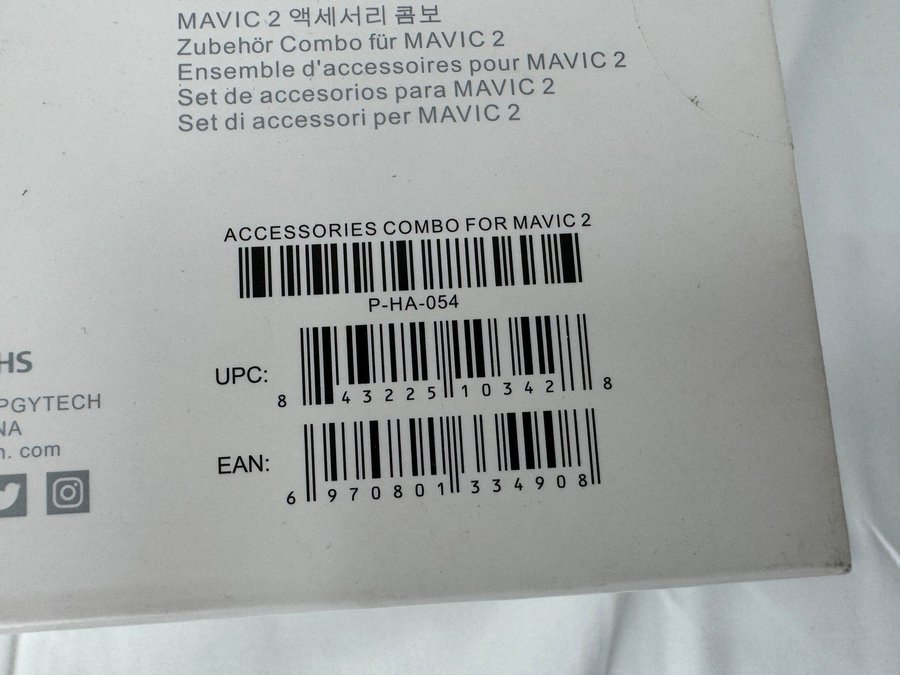 MAVIC 2 액세서리 콤보
Zubehör Combo für MAVIC 2
Ensemble d'accessoires pour MAVIC 2
Set de accesorios para MAVIC 2
Set di accessori per MAVIC 2
ACCESSORIES COMBO FOR MAVIC 2
P-HA-054
UPC:
8 43225 10342 8
EAN:
6 970801 334908
HS
PGYTECH
NA
n. com